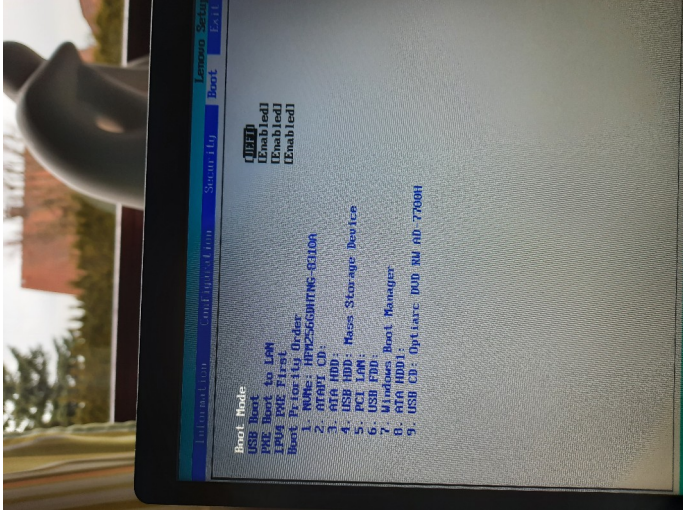 Lenovo Setup
Information Configuration Security Boot Exit
Boot Mode [UEFI]
USB Boot [Enabled]
PXE Boot to LAN [Enabled]
IPV4 PXE First [Enabled]
Boot Priority Order
1. NVMe: HFM256GDHTNG-8310A
2. ATAPI CD:
3. ATA HDD:
4. USB HDD: Mass Storage Device
5. PCI LAN:
6. USB FDD:
7. Windows Boot Manager
8. ATA HDD1:
9. USB CD: Optiarc DVD RW AD-7700H